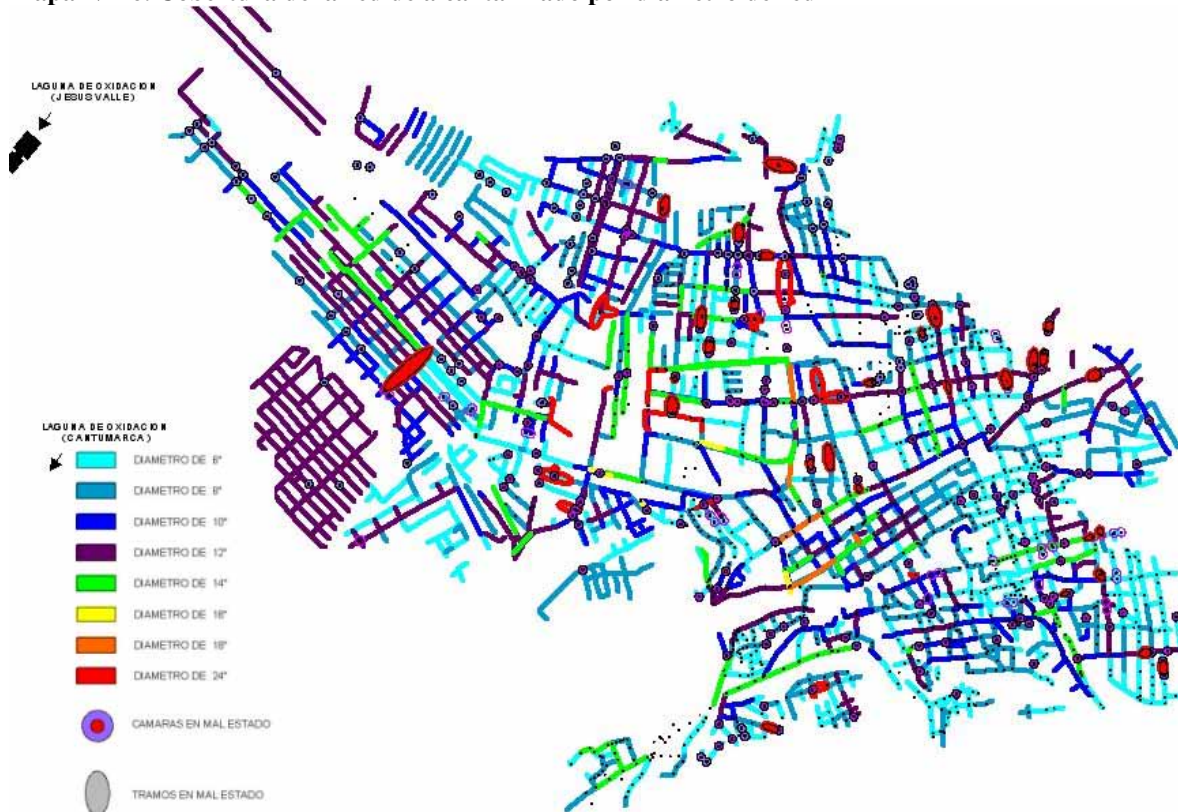 LAGUNA DE OXIDACION
(JESUS VALLE)
LAGUNA DE OXIDACION
(CANTUMARCA)
DIAMETRO DE 6"
DIAMETRO DE 8"
DIAMETRO DE 10"
DIAMETRO DE 12"
DIAMETRO DE 14"
DIAMETRO DE 16"
DIAMETRO DE 18"
DIAMETRO DE 24"
CAMARAS EN MAL ESTADO
TRAMOS EN MAL ESTADO